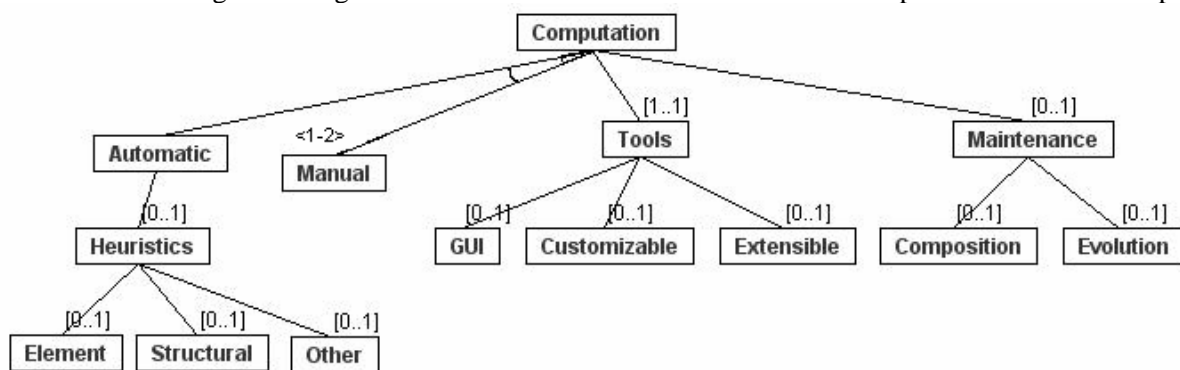 Computation
[1..1]
[0..1]
<1-2>
Automatic
Manual
Tools
Maintenance
[0..1]
[0..1]
[0..1]
[0..1]
[0..1]
[0..1]
Heuristics
GUI
Customizable
Extensible
Composition
Evolution
[0..1]
[0..1]
[0..1]
Element
Structural
Other